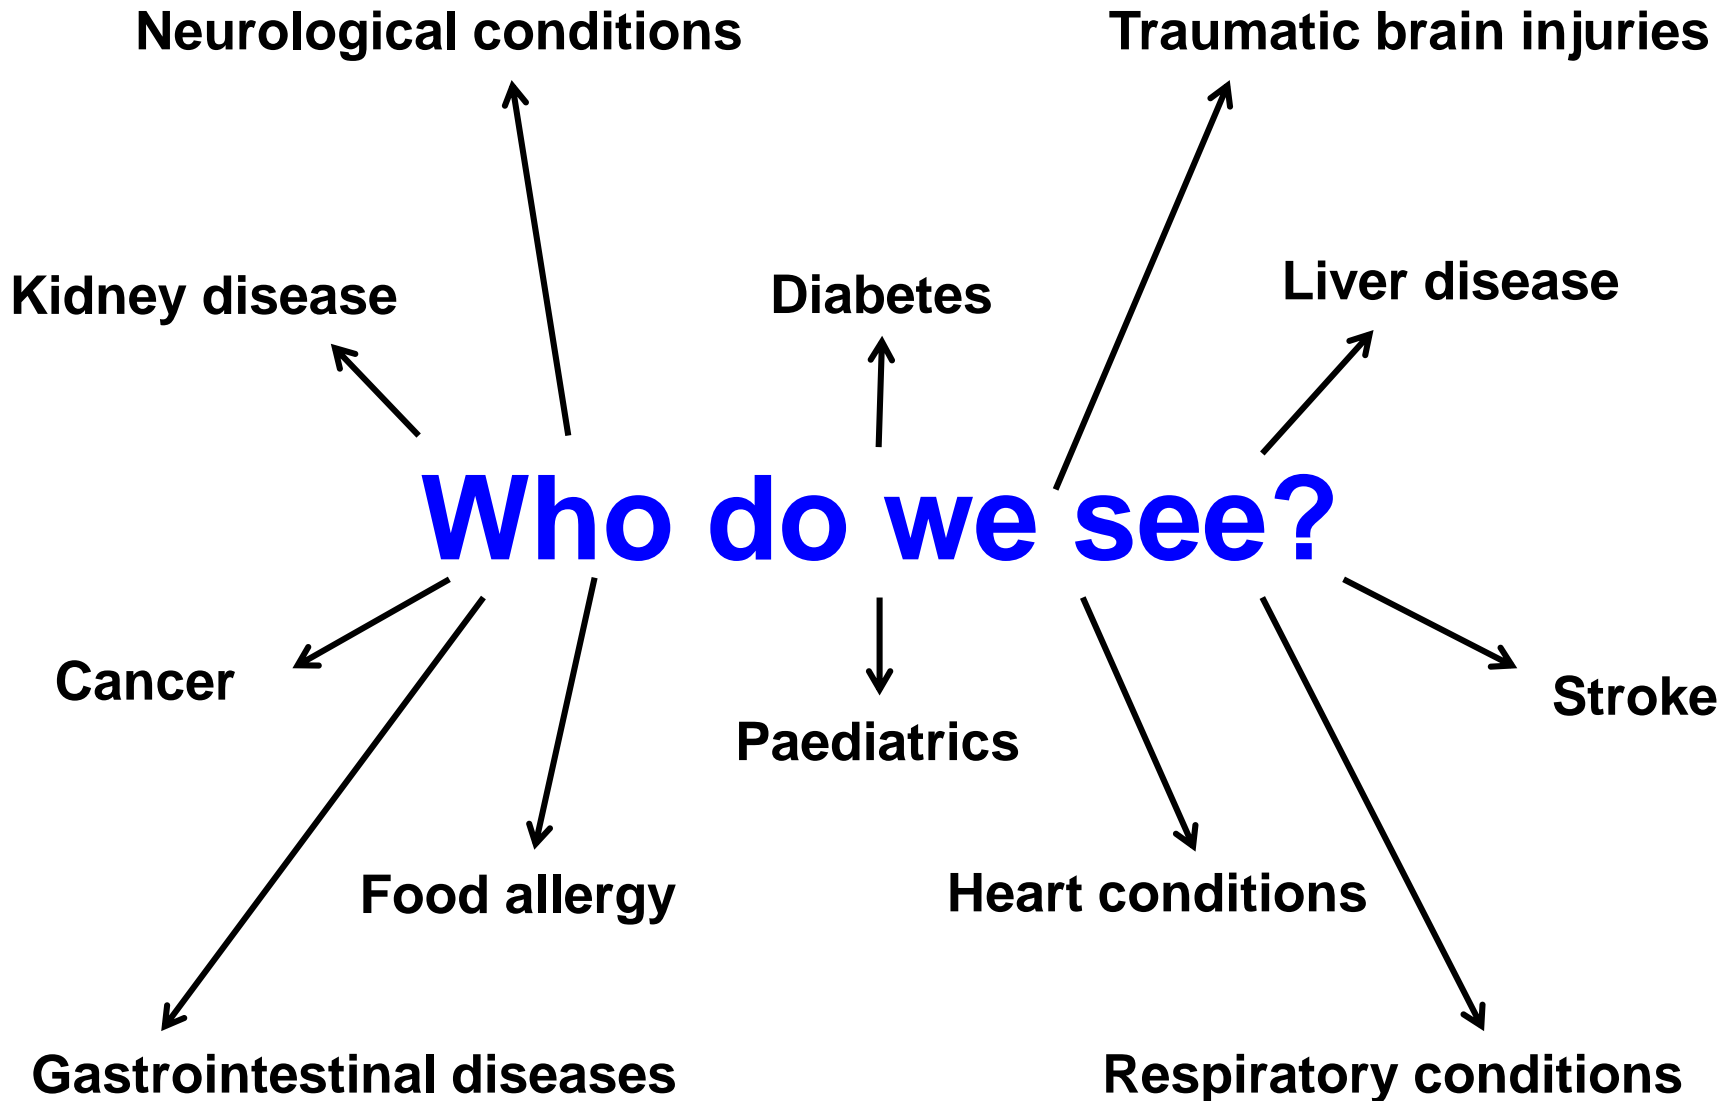 Neurological conditions
Traumatic brain injuries
Kidney disease
Diabetes
Liver disease
Who do we see?
Cancer
Stroke
Paediatrics
Food allergy
Heart conditions
Gastrointestinal diseases
Respiratory conditions